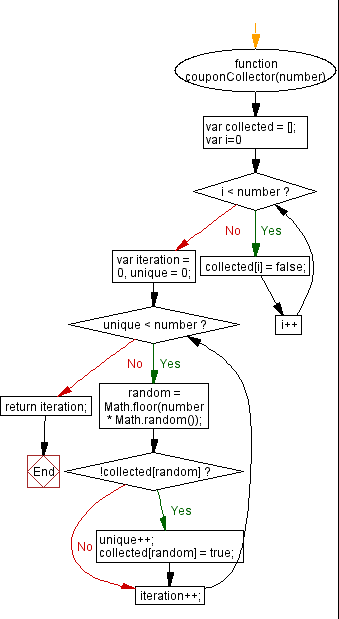 function
couponCollector(number)
var collected = [];
var i=0
i < number ?
No
Yes
var iteration =
0, unique = 0;
collected[i] = false;
i++
unique < number ?
No
Yes
return iteration;
random =
Math.floor(number
* Math.random());
End
!collected[random] ?
Yes
unique++;
collected[random] = true;
No
iteration++;